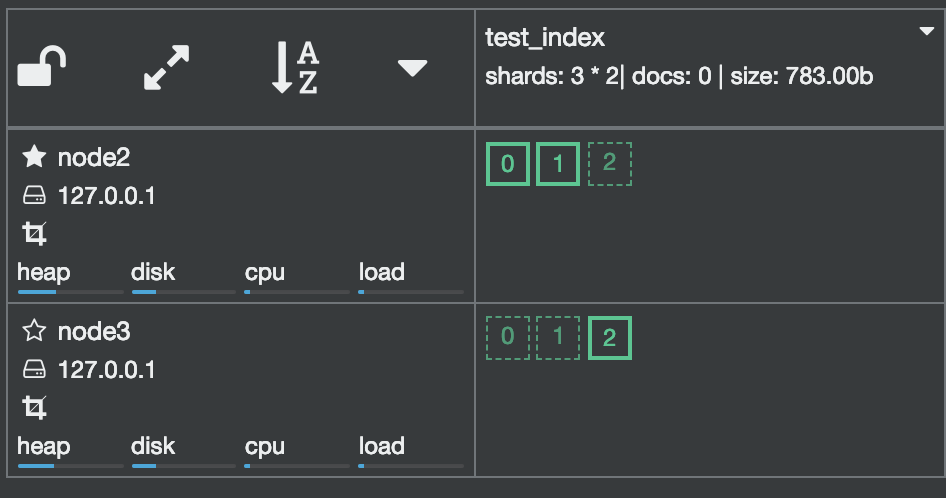 A
Z
test_index
shards: 3 * 2| docs: 0 | size: 783.00b
node2
127.0.0.1
heap disk cpu load
0 1 2
node3
127.0.0.1
heap disk cpu load
0 1 2